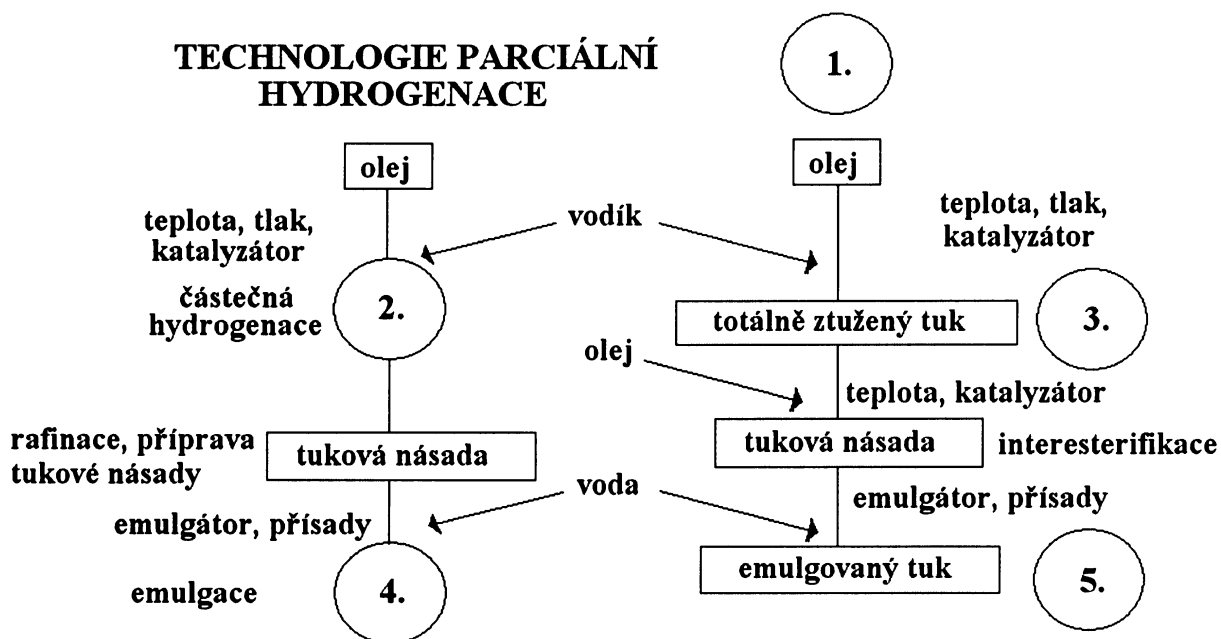 TECHNOLOGIE PARCIÁLNÍ
HYDROGENACE
1.
olej
olej
teplota, tlak,
katalyzátor
vodík
teplota, tlak,
katalyzátor
částečná
hydrogenace
2.
totálně ztužený tuk
3.
olej
teplota, katalyzátor
rafinace, příprava
tukové násady
tuková násada
tuková násada
interesterifikace
voda
emulgátor, přísady
emulgátor, přísady
emulgace
4.
emulgovaný tuk
5.